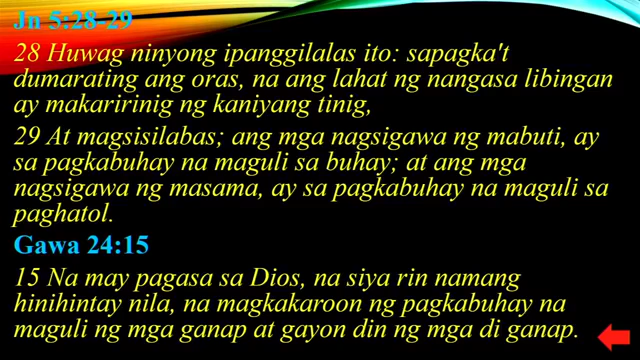 Jn 5:28-29
28 Huwag ninyong ipanggilalas ito: sapagka't
dumarating ang oras, na ang lahat ng nangasa libingan
ay makaririnig ng kaniyang tinig,
29 At magsisilabas; ang mga nagsigawa ng mabuti, ay
sa pagkabuhay na maguli sa buhay; at ang mga
nagsigawa ng masama, ay sa pagkabuhay na maguli sa
paghatol.
Gawa 24:15
15 Na may pagasa sa Dios, na siya rin namang
hinihintay nila, na magkakaroon ng pagkabuhay na
maguli ng mga ganap at gayon din ng mga di ganap.